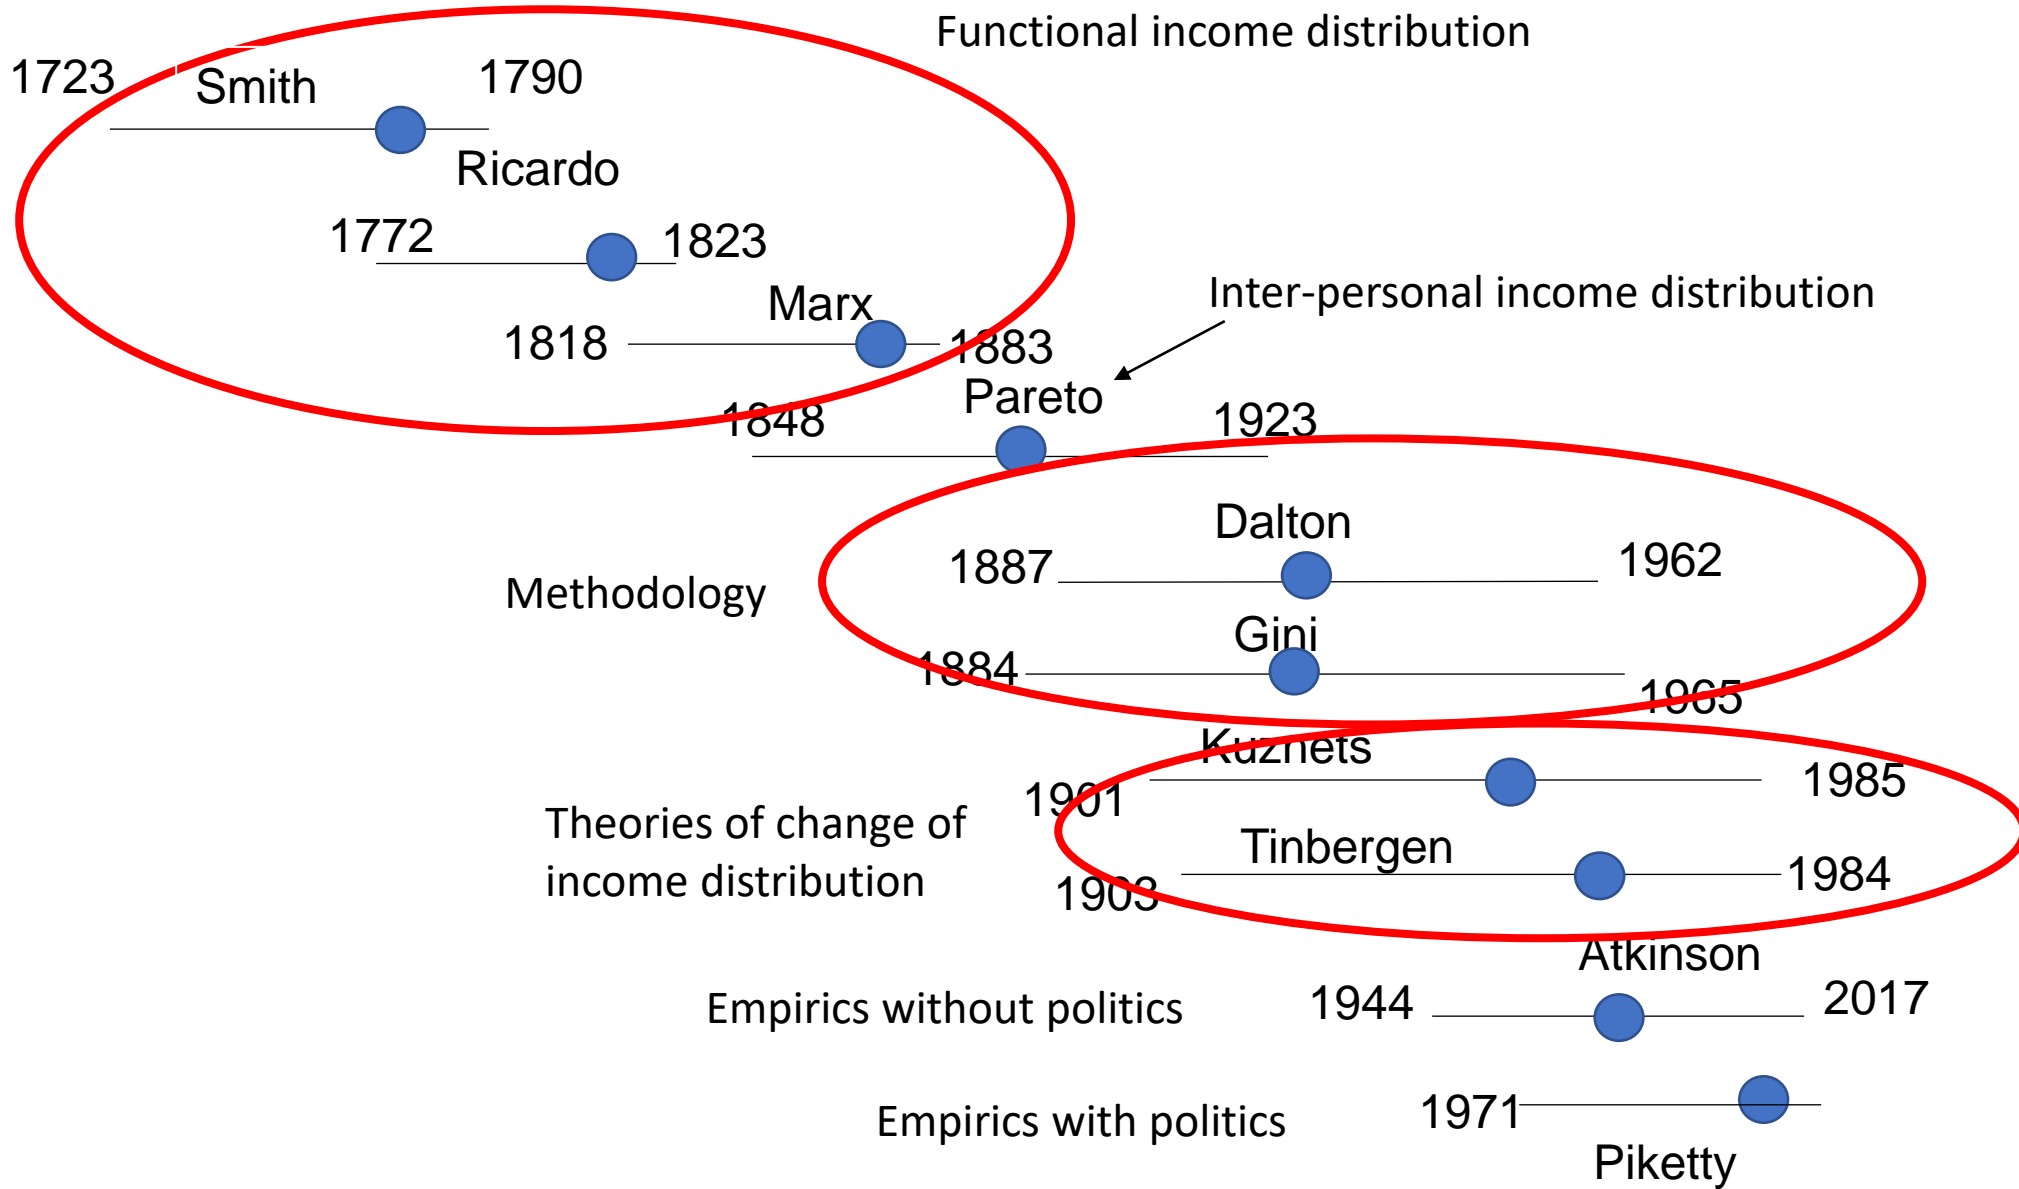 Functional income distribution
1723
Smith
1790
Ricardo
1772
1823
Marx
1818
1883
Inter-personal income distribution
Pareto
1848
1923
Dalton
1887
1962
Methodology
Gini
1884
1965
Kuznets
1901
1985
Theories of change of
income distribution
Tinbergen
1903
1984
Atkinson
Empirics without politics
1944
2017
Empirics with politics
1971
Piketty